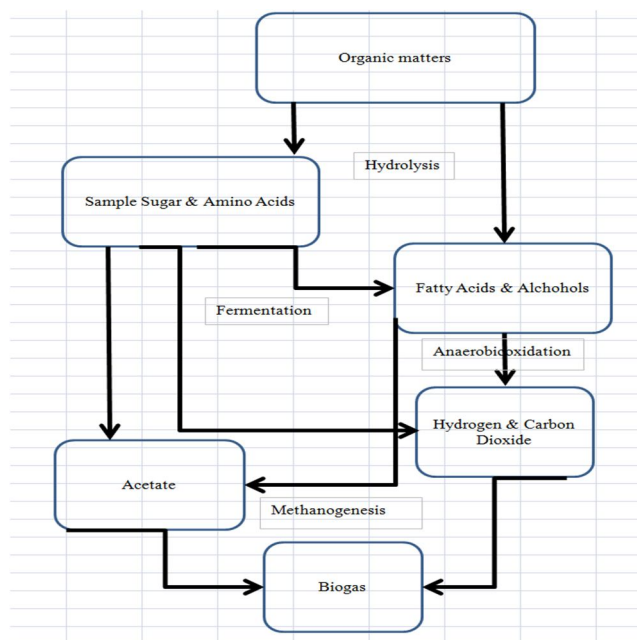 Organic matters
Hydrolysis
Sample Sugar & Amino Acids
Fatty Acids & Alchohols
Fermentation
Anaerobicoxidation
Hydrogen & Carbon
Dioxide
Acetate
Methanogenesis
Biogas